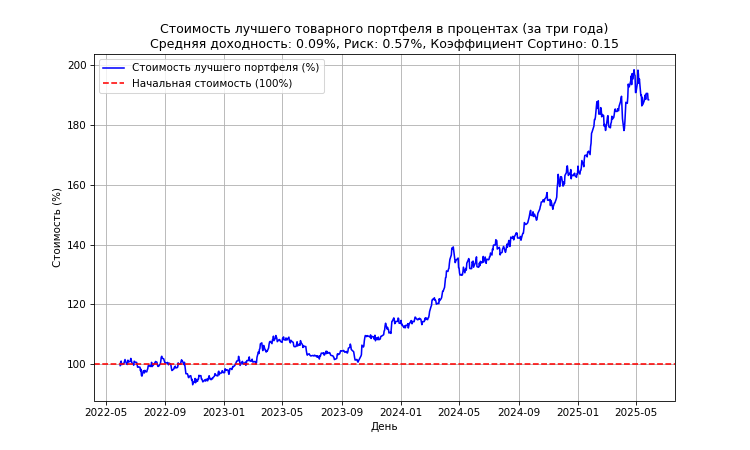 Стоимость лучшего товарного портфеля в процентах (за три года)
Средняя доходность: 0.09%, Риск: 0.57%, Коэффициент Сортино: 0.15
Стоимость лучшего портфеля (%)
Начальная стоимость (100%)
Стоимость (%)
200
180
160
140
120
100
2022-05 2022-09 2023-01 2023-05 2023-09 2024-01 2024-05 2024-09 2025-01 2025-05
День